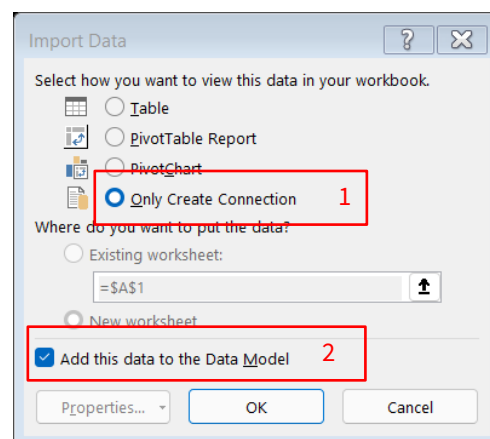 Import Data
Select how you want to view this data in your workbook.
Table
PivotTable Report
PivotChart
Only Create Connection 1
Where do you want to put the data?
Existing worksheet:
=$A$1
New worksheet
Add this data to the Data Model 2
Properties... OK Cancel